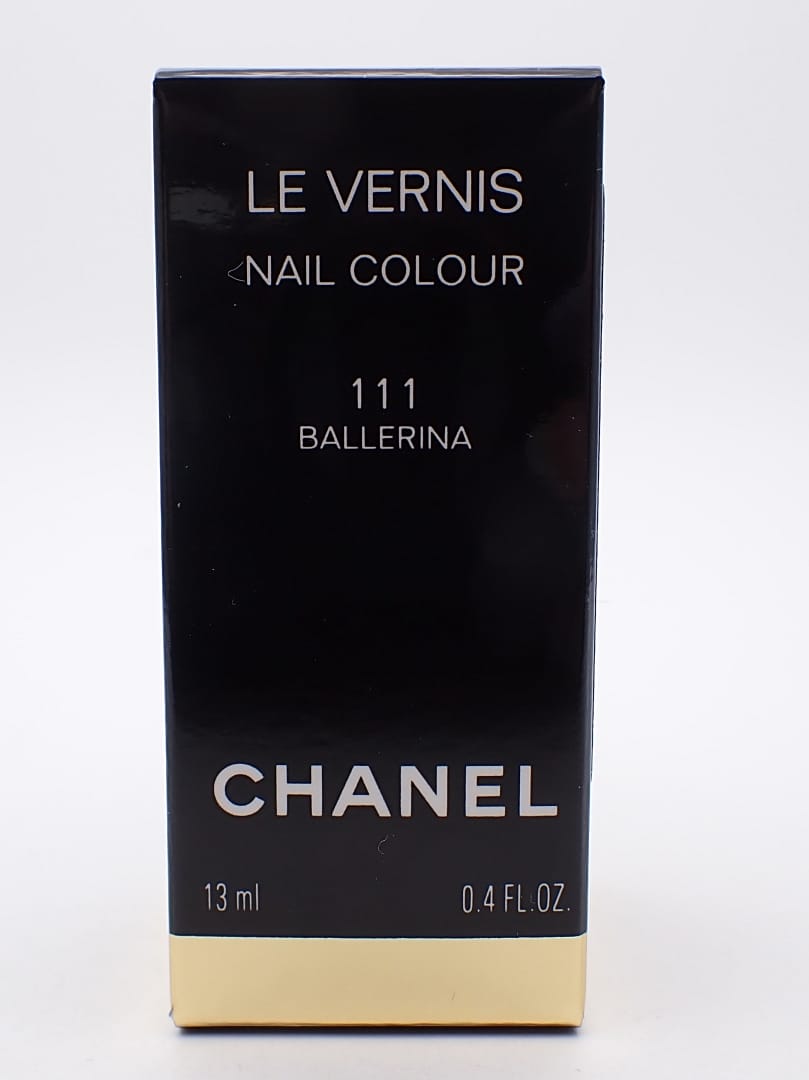 LE VERNIS
NAIL COLOUR
111
BALLERINA
CHANEL
13 ml 0.4 FL.OZ.